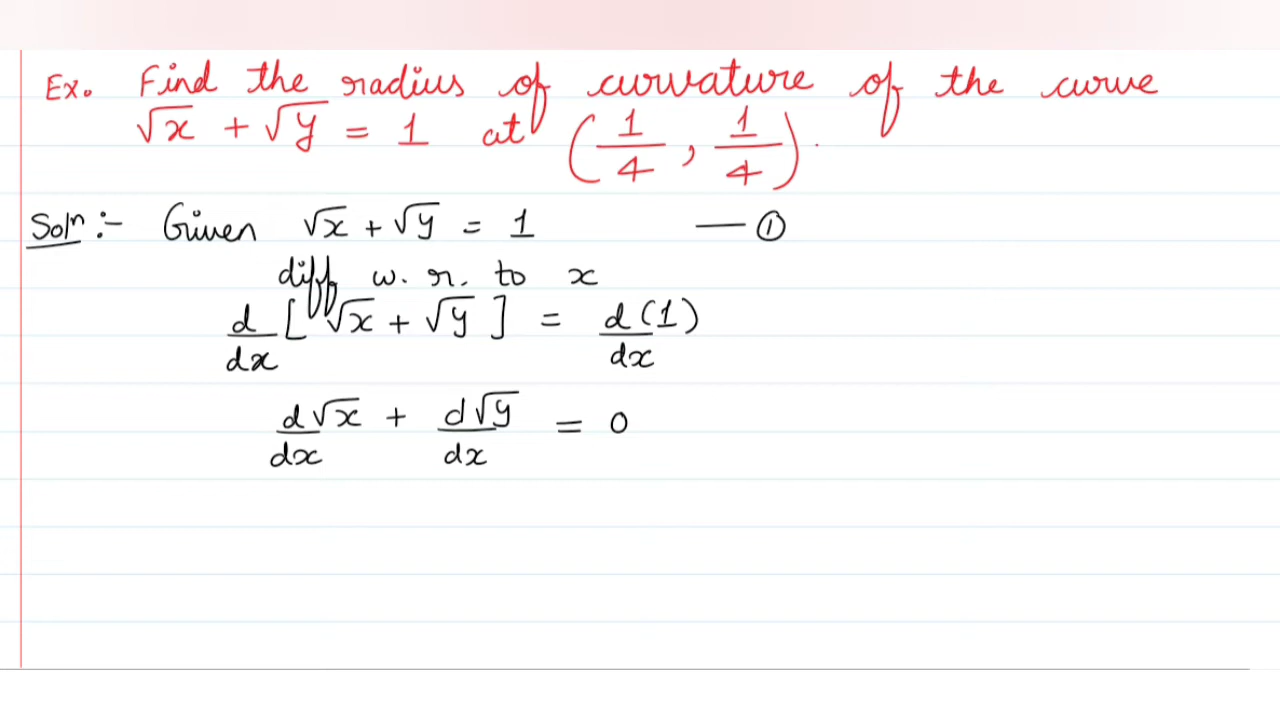 Ex. Find the radius of curvature of the curve
√x + √y = 1 at (1/4, 1/4).
Solⁿ :- Given √x + √y = 1 — ①
diff w. r. to x
d/dx [√x + √y] = d(1)/dx
d√x/dx + d√y/dx = 0